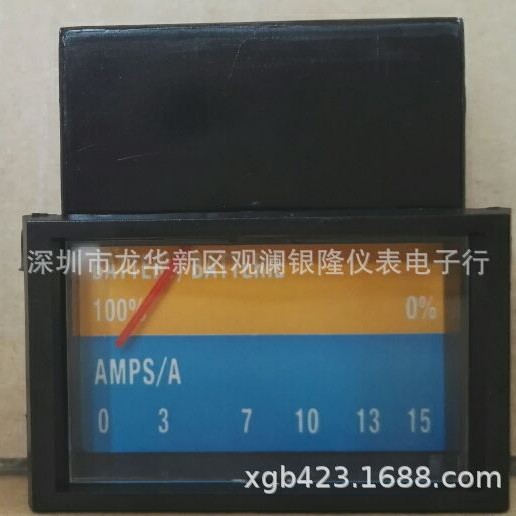 深圳市龙华新区观澜银隆仪表电子行
100% 0%
AMPS/A
0 3 7 10 13 15
xgb423.1688.com